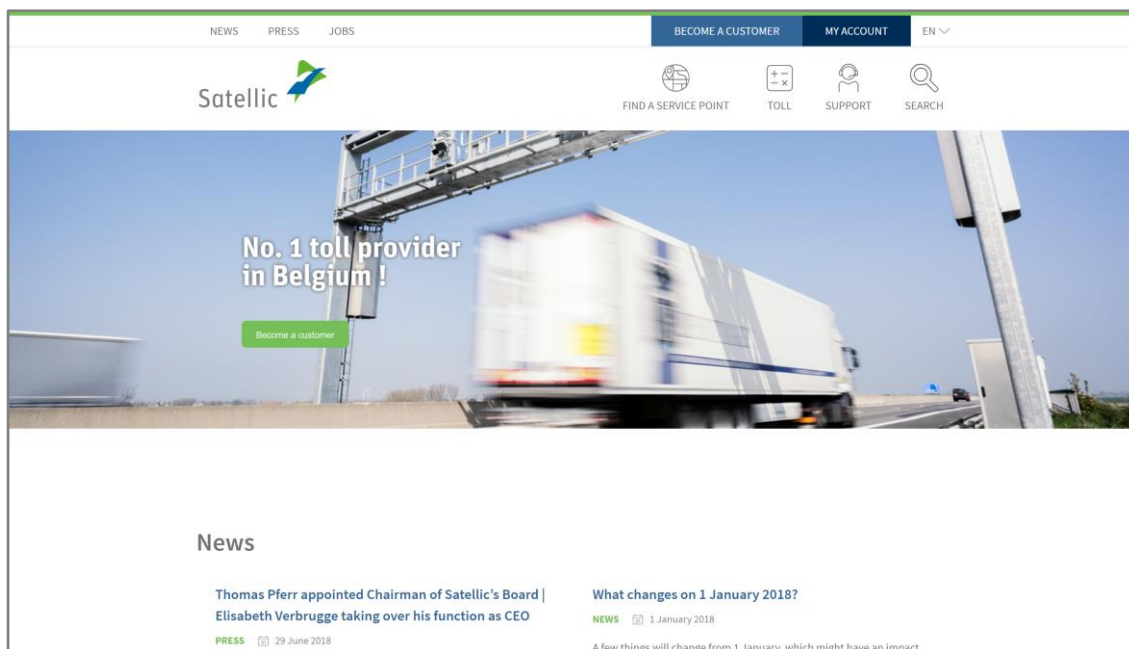 NEWS PRESS JOBS BECOME A CUSTOMER MY ACCOUNT EN
Satellic
FIND A SERVICE POINT TOLL SUPPORT SEARCH
No. 1 toll provider
in Belgium !
Become a customer
News
Thomas Pferr appointed Chairman of Satellic's Board |
Elisabeth Verbrugge taking over his function as CEO
PRESS 29 June 2018
What changes on 1 January 2018?
NEWS 1 January 2018
A few things will change from 1 January, which might have an impact